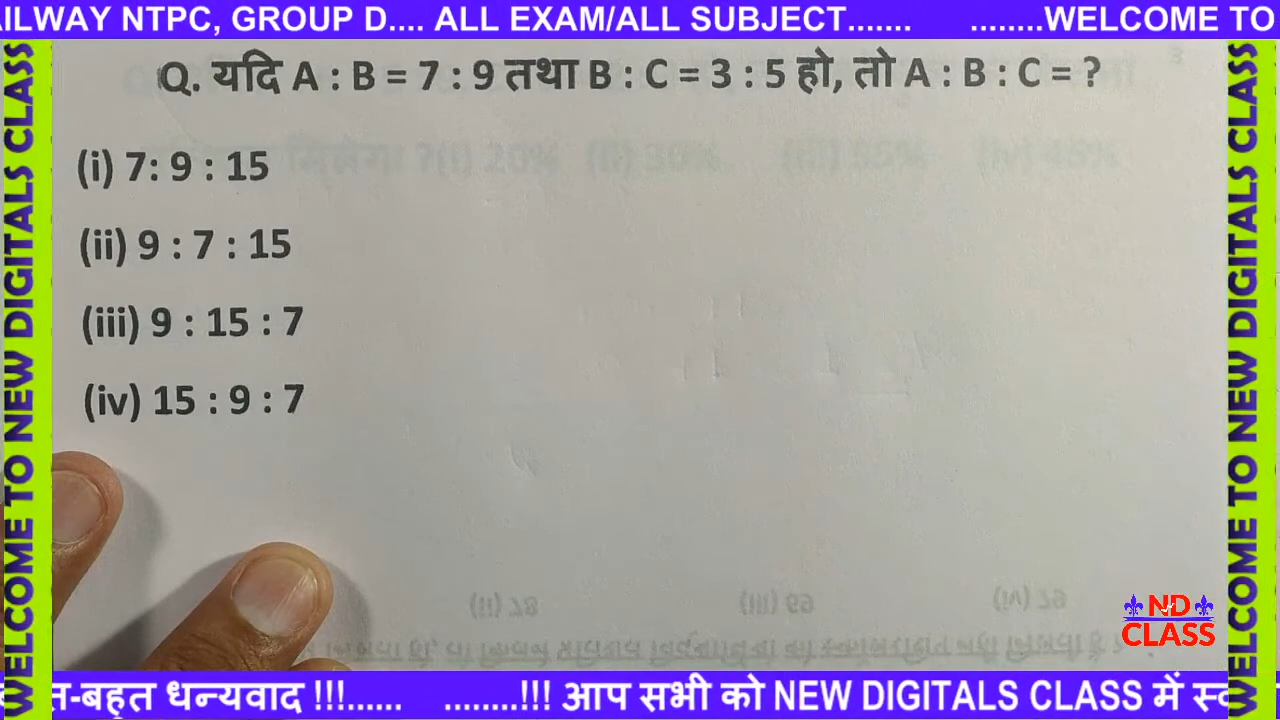 AILWAY NTPC, GROUP D.... ALL EXAM/ALL SUBJECT....... ........WELCOME TO
Q. यदि A : B = 7 : 9 तथा B : C = 3 : 5 हो, तो A : B : C = ?
(i) 7: 9 : 15
(ii) 9 : 7 : 15
(iii) 9 : 15 : 7
(iv) 15 : 9 : 7
WELCOME TO NEW DIGITALS CLASS
WELCOME TO NEW DIGITALS CLASS
ND
CLASS
त-बहुत धन्यवाद !!!...... ........!!! आप सभी को NEW DIGITALS CLASS में